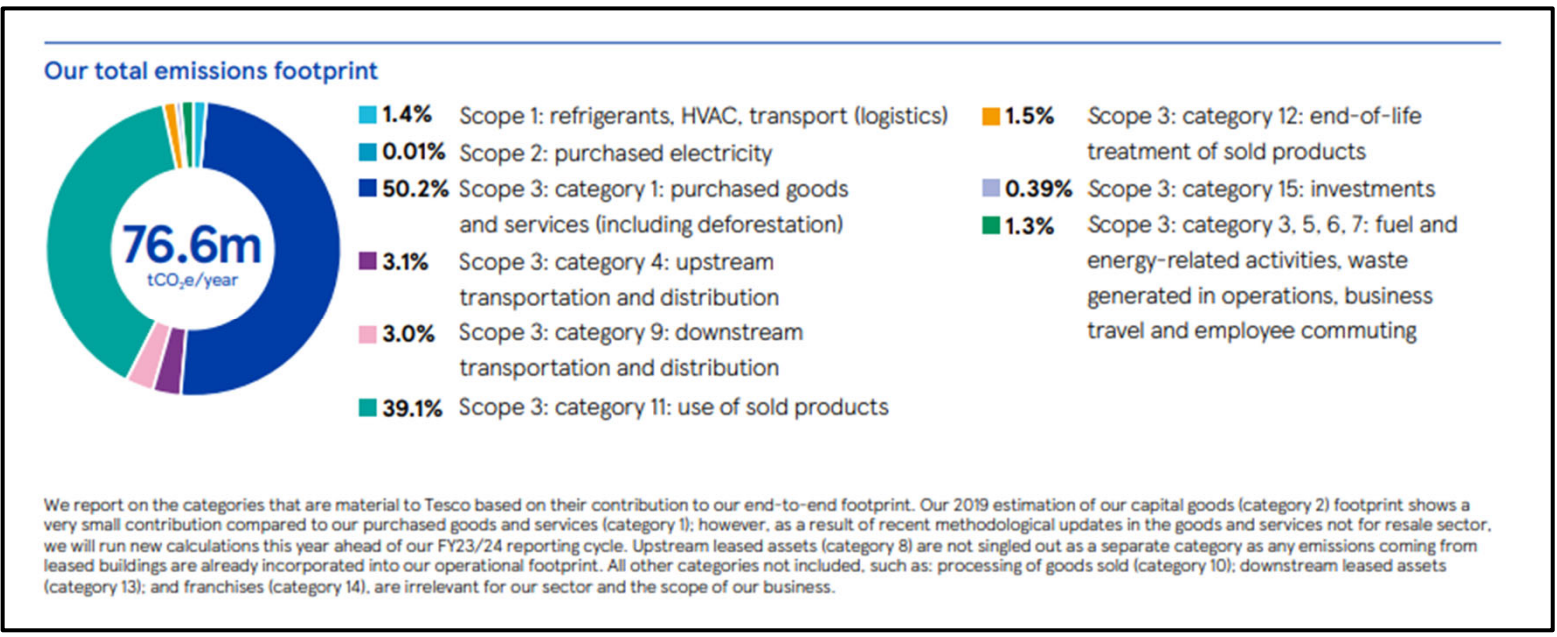 Our total emissions footprint
76.6m
tCO₂e/year
1.4% Scope 1: refrigerants, HVAC, transport (logistics)
0.01% Scope 2: purchased electricity
50.2% Scope 3: category 1: purchased goods
and services (including deforestation)
3.1% Scope 3: category 4: upstream
transportation and distribution
3.0% Scope 3: category 9: downstream
transportation and distribution
39.1% Scope 3: category 11: use of sold products
1.5% Scope 3: category 12: end-of-life
treatment of sold products
0.39% Scope 3: category 15: investments
1.3% Scope 3: category 3, 5, 6, 7: fuel and
energy-related activities, waste
generated in operations, business
travel and employee commuting
We report on the categories that are material to Tesco based on their contribution to our end-to-end footprint. Our 2019 estimation of our capital goods (category 2) footprint shows a
very small contribution compared to our purchased goods and services (category 1); however, as a result of recent methodological updates in the goods and services not for resale sector,
we will run new calculations this year ahead of our FY23/24 reporting cycle. Upstream leased assets (category 8) are not singled out as a separate category as any emissions coming from
leased buildings are already incorporated into our operational footprint. All other categories not included, such as: processing of goods sold (category 10); downstream leased assets
(category 13); and franchises (category 14), are irrelevant for our sector and the scope of our business.